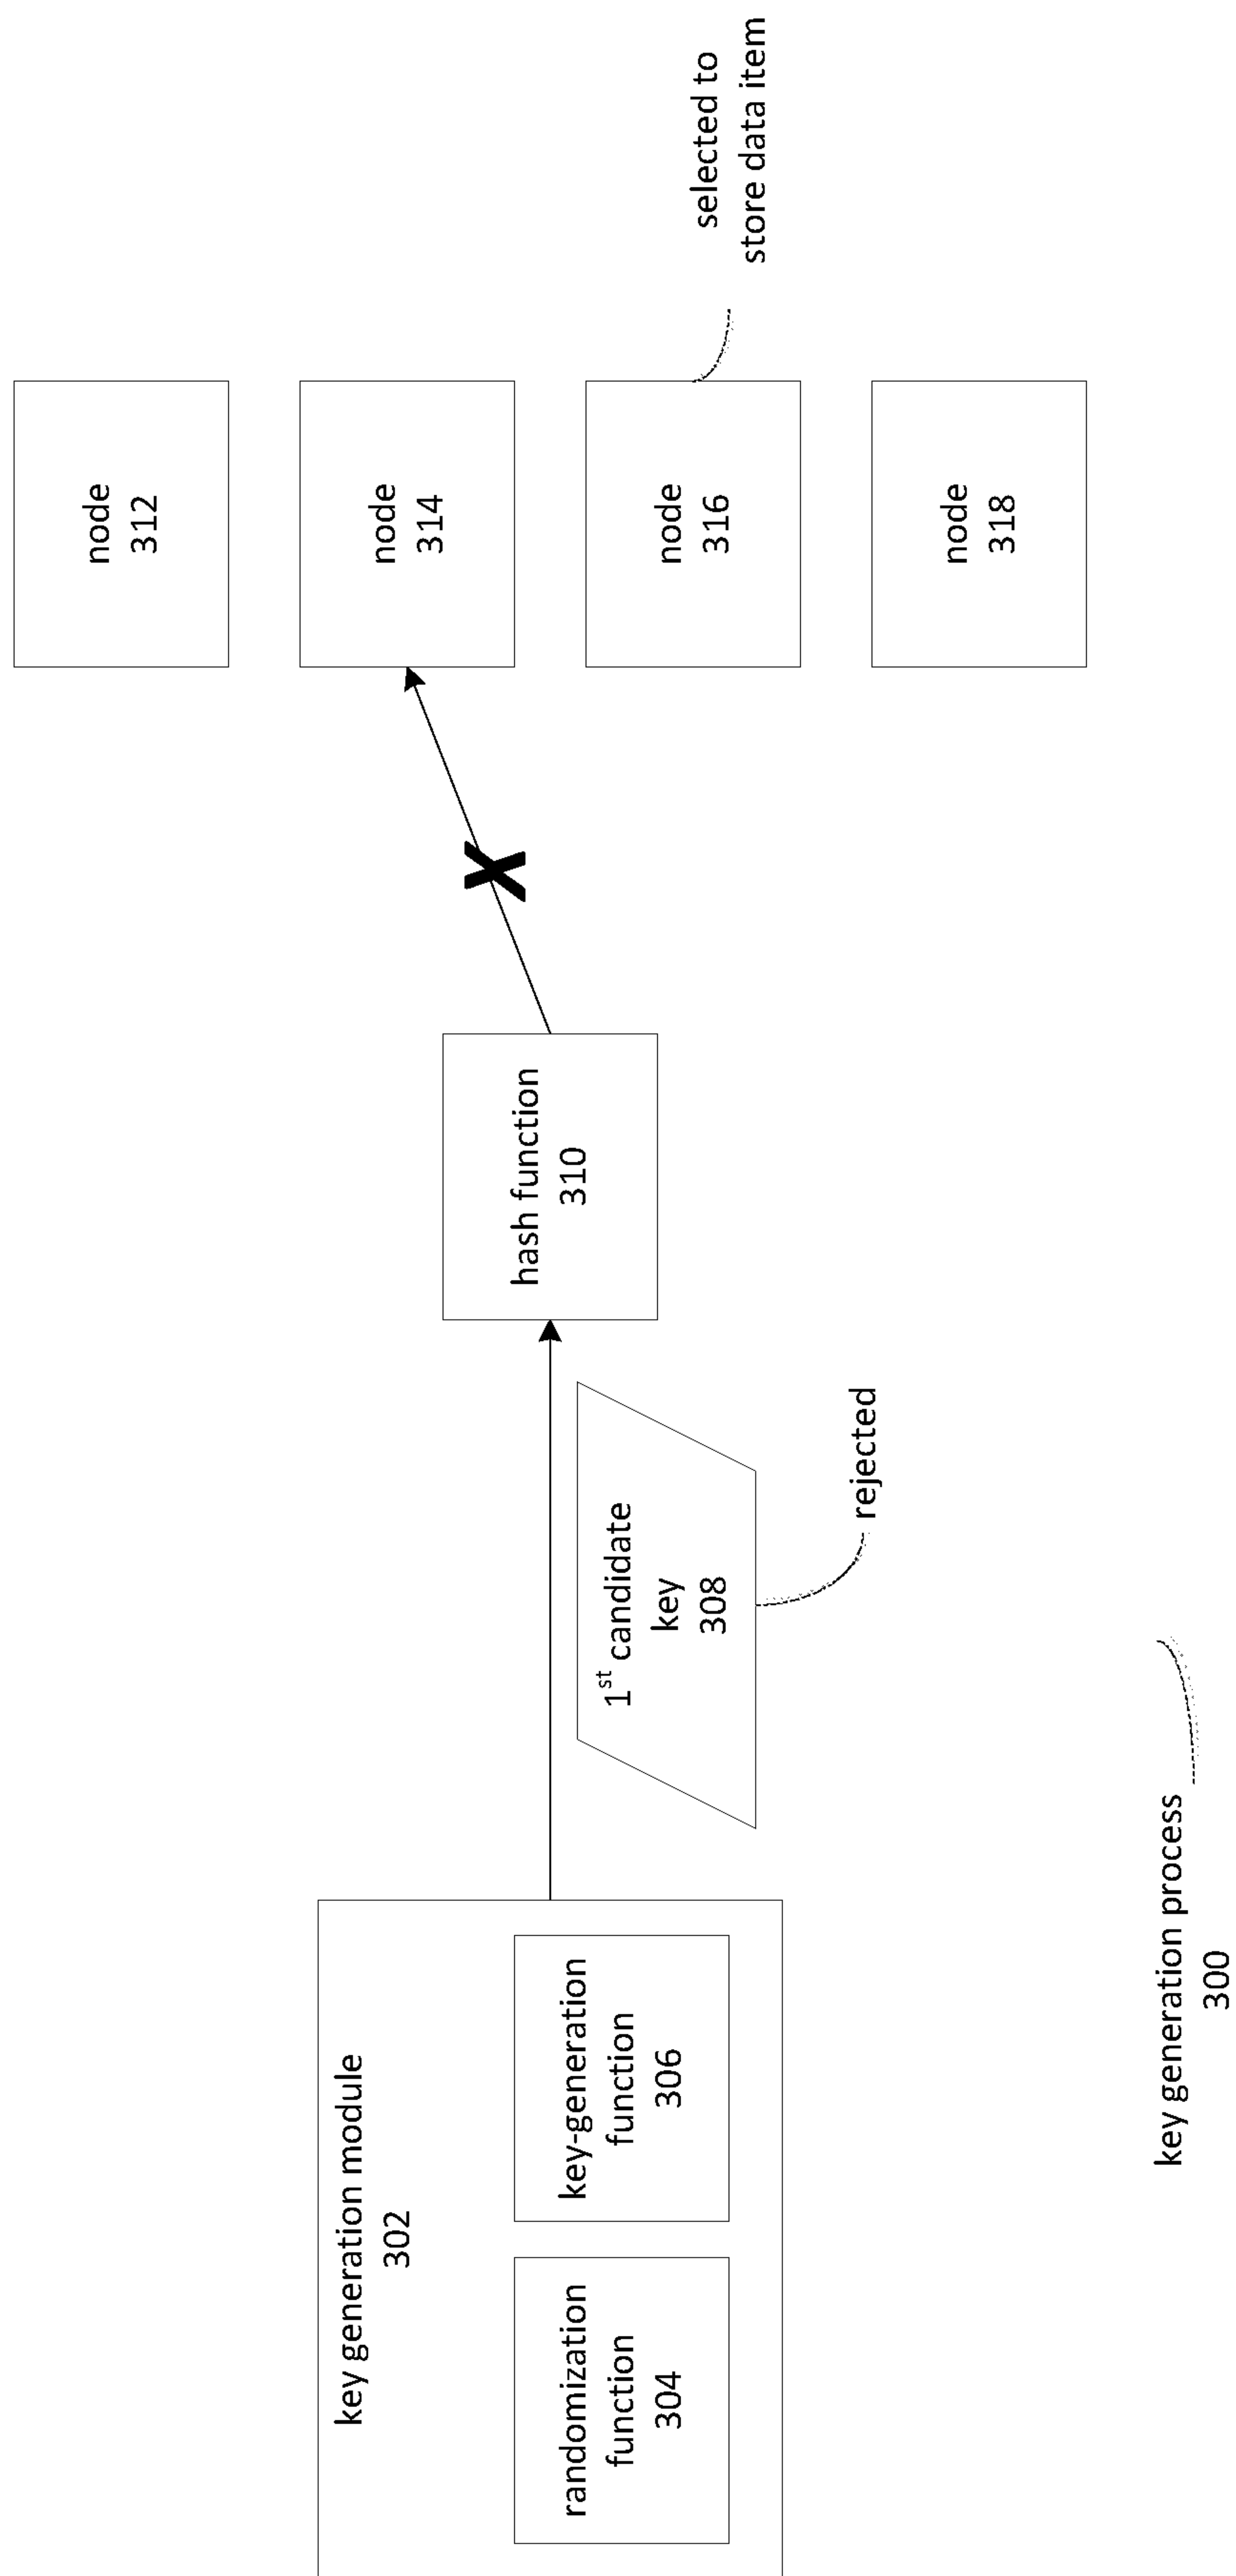 key generation module
302
randomization
function
304
key-generation
function
306
1st candidate
key
308
rejected
hash function
310
node
312
node
314
node
316
node
318
selected to
store data item
key generation process
300